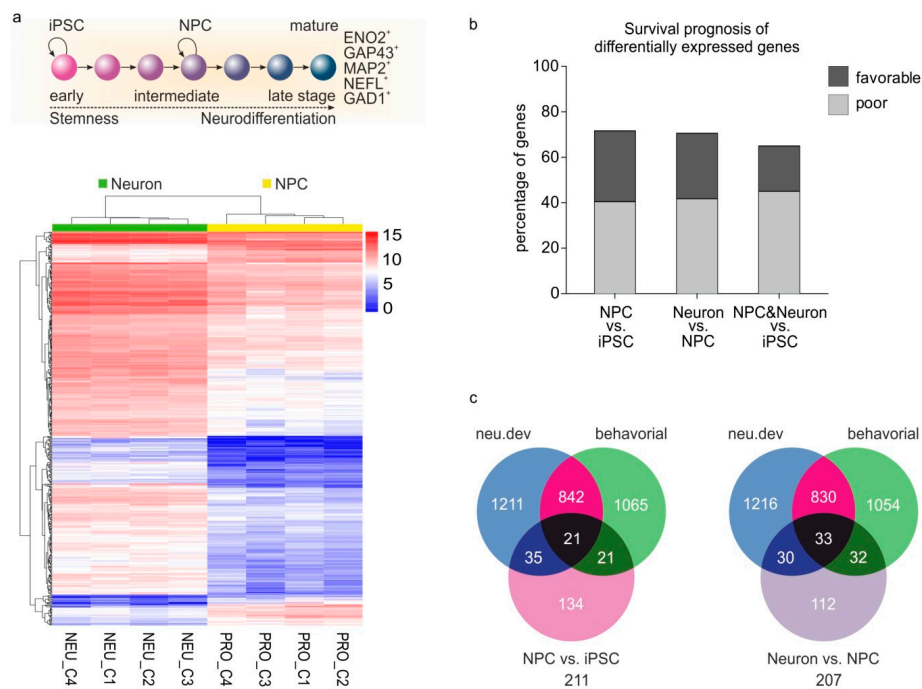 a
iPSC
NPC
mature
ENO2+
GAP43+
MAP2+
NEFL+
GAD1+
early
intermediate
late stage
Stemness
Neurodifferentiation
Neuron
NPC
15
10
5
0
NEU_C4
NEU_C1
NEU_C2
NEU_C3
PRO_C4
PRO_C3
PRO_C1
PRO_C2
b
Survival prognosis of
differentially expressed genes
favorable
poor
percentage of genes
100
80
60
40
20
0
NPC
vs.
iPSC
Neuron
vs.
NPC
NPC&Neuron
vs.
iPSC
c
neu.dev
behavorial
1211
842
1065
21
35
21
134
NPC vs. iPSC
211
neu.dev
behavorial
1216
830
1054
33
30
32
112
Neuron vs. NPC
207